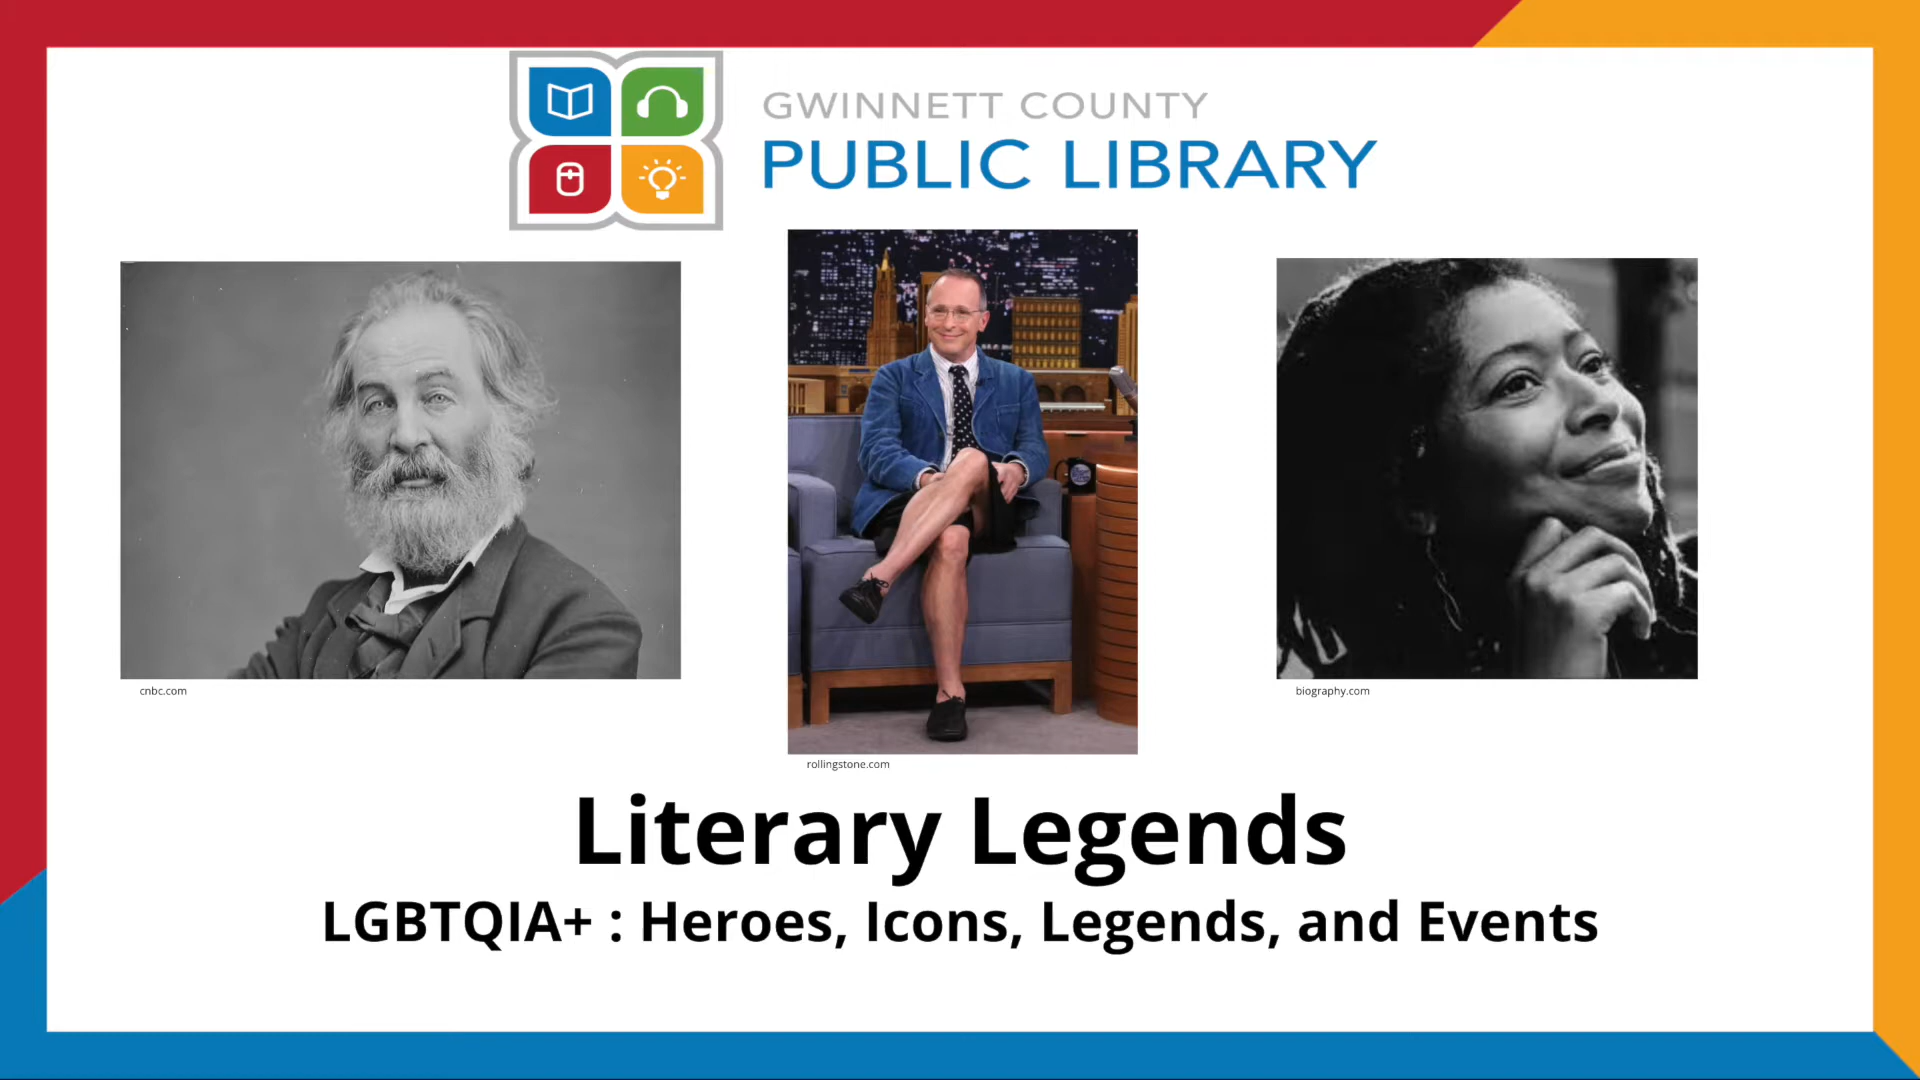 GWINNETT COUNTY
PUBLIC LIBRARY
cnbc.com
biography.com
rollingstone.com
Literary Legends
LGBTQIA+ : Heroes, Icons, Legends, and Events